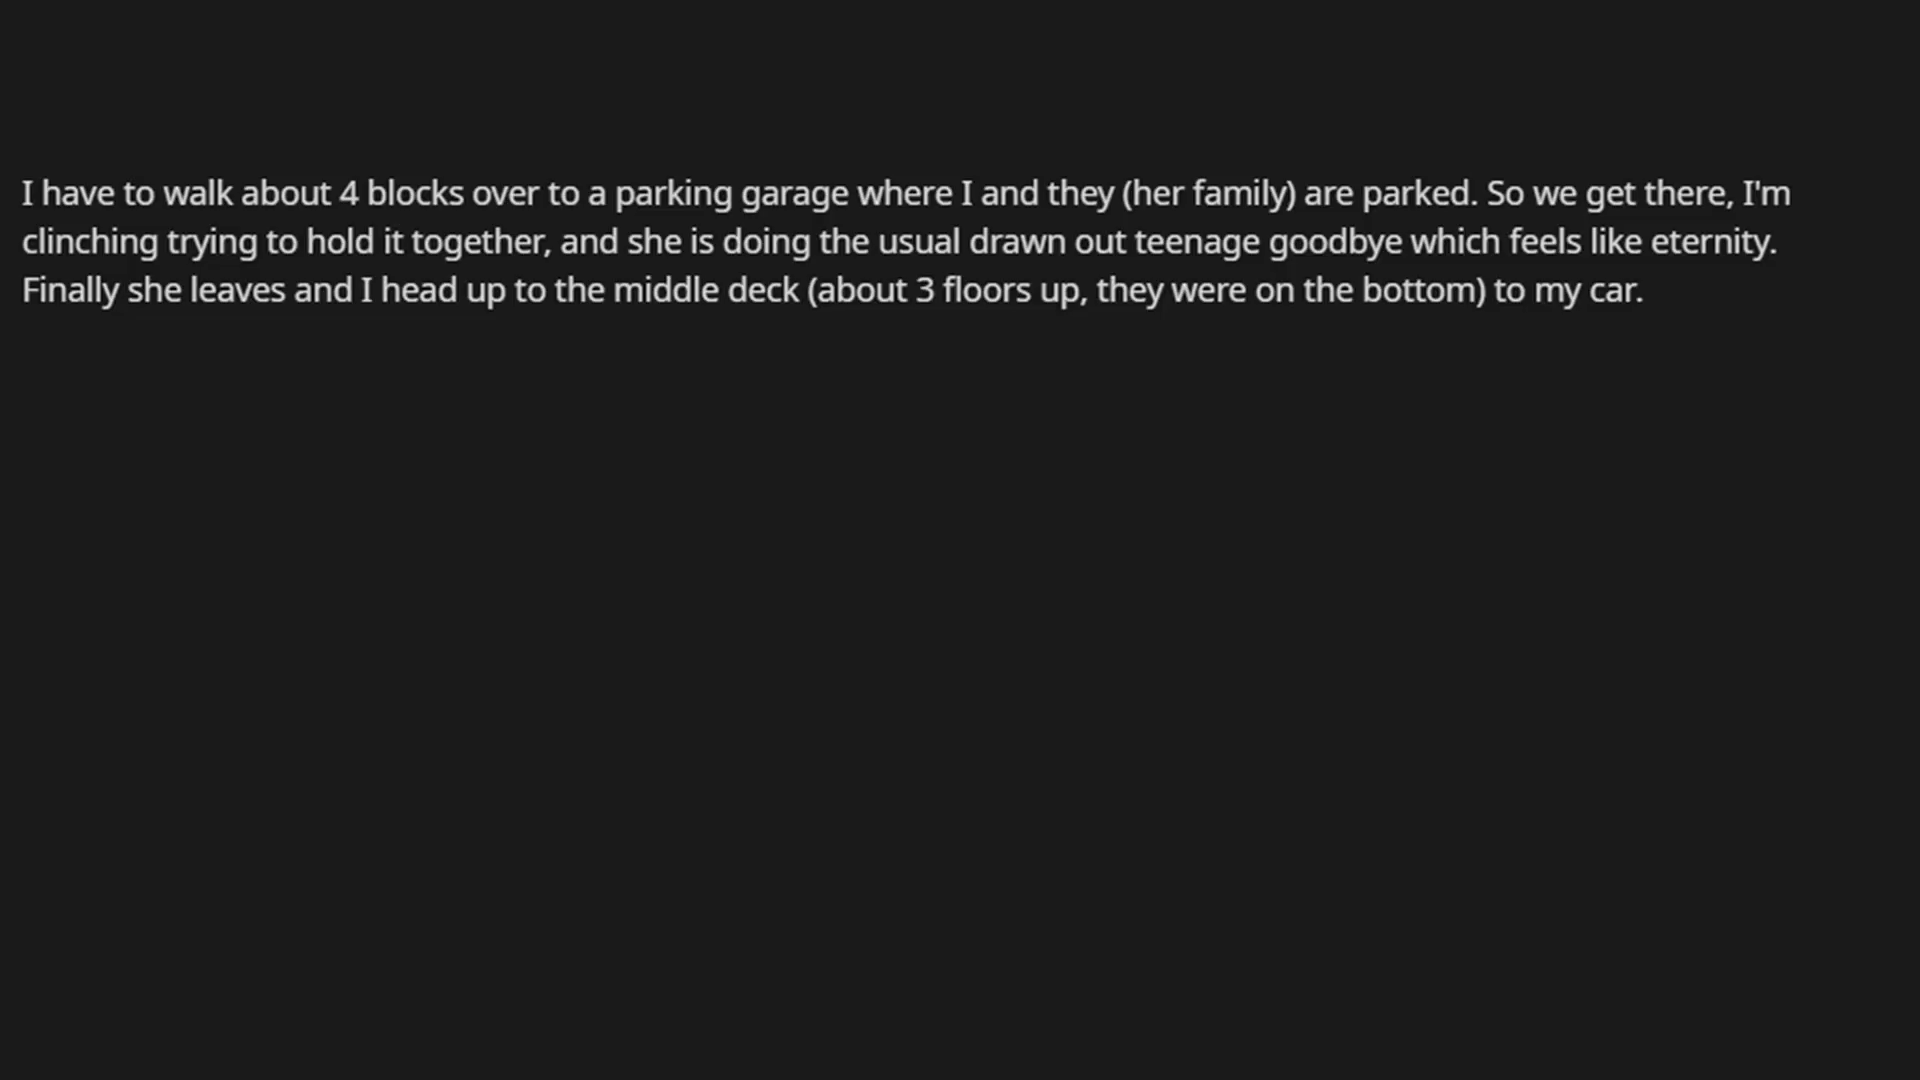 I have to walk about 4 blocks over to a parking garage where I and they (her family) are parked. So we get there, I'm
clinching trying to hold it together, and she is doing the usual drawn out teenage goodbye which feels like eternity.
Finally she leaves and I head up to the middle deck (about 3 floors up, they were on the bottom) to my car.